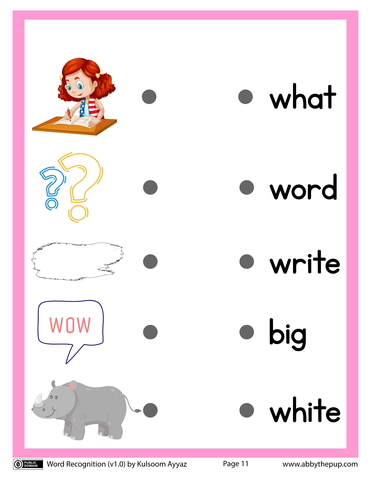 what
? ? word
write
WOW big
white
PUBLIC DOMAIN Word Recognition (v1.0) by Kulsoom Ayyaz Page 11 www.abbythepup.com